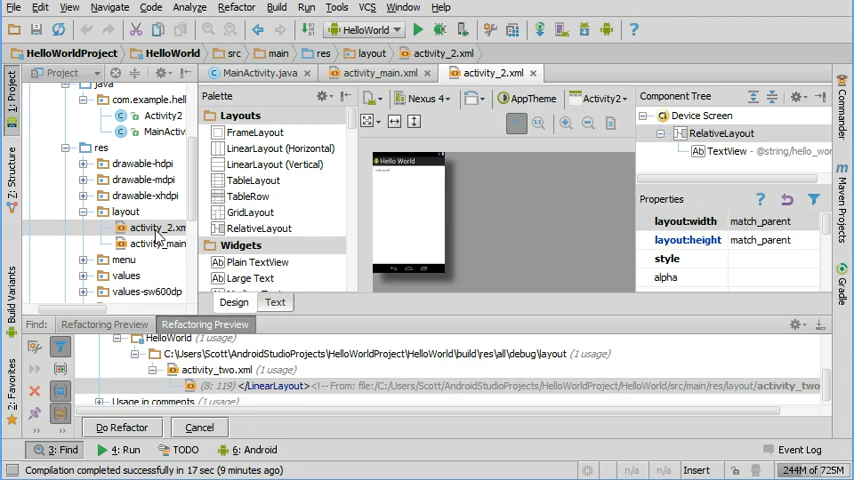 File Edit View Navigate Code Analyze Refactor Build Run Tools VCS Window Help
HelloWorld
HelloWorldProject HelloWorld src main res layout activity_2.xml
Project MainActivity.java activity_main.xml activity_2.xml
1: Project
7: Structure
Build Variants
2: Favorites
java
com.example.hell
Activity2
MainActiv
res
drawable-hdpi
drawable-mdpi
drawable-xhdpi
layout
activity_2.xm
activity_main
menu
values
values-sw600dp
Palette
Layouts
FrameLayout
LinearLayout (Horizontal)
LinearLayout (Vertical)
TableLayout
TableRow
GridLayout
RelativeLayout
Widgets
Ab Plain TextView
Ab Large Text
Design Text
Nexus 4 AppTheme Activity2
Hello World
Component Tree
Device Screen
RelativeLayout
Ab TextView - @string/hello_wor
Properties
layout:width match_parent
layout:height match_parent
style
alpha
Commander
Maven Projects
Gradle
Find: Refactoring Preview Refactoring Preview
HelloWorld (1 usage)
C:\Users\Scott\AndroidStudioProjects\HelloWorldProject\HelloWorld\build\res\all\debug\layout (1 usage)
activity_two.xml (1 usage)
(8: 119) </LinearLayout><!-- From: file:/C:/Users/Scott/AndroidStudioProjects/HelloWorldProject/HelloWorld/src/main/res/layout/activity_two
Usage in comments (1 usage)
Do Refactor Cancel
3: Find 4: Run TODO 6: Android Event Log
Compilation completed successfully in 17 sec (9 minutes ago) n/a n/a Insert 244M of 725M